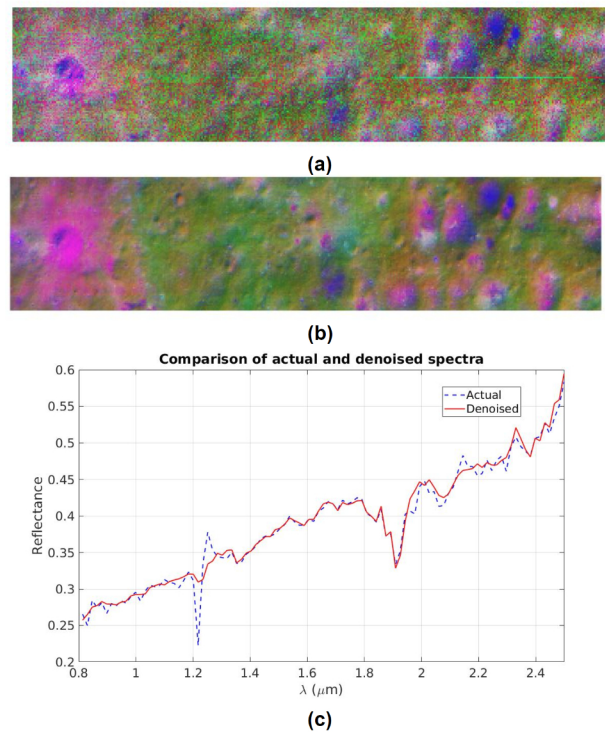 (a)
(b)
Comparison of actual and denoised spectra
Actual
Denoised
0.6
0.55
0.5
0.45
0.4
0.35
0.3
0.25
0.2
Reflectance
0.8
1
1.2
1.4
1.6
1.8
2
2.2
2.4
λ (μm)
(c)